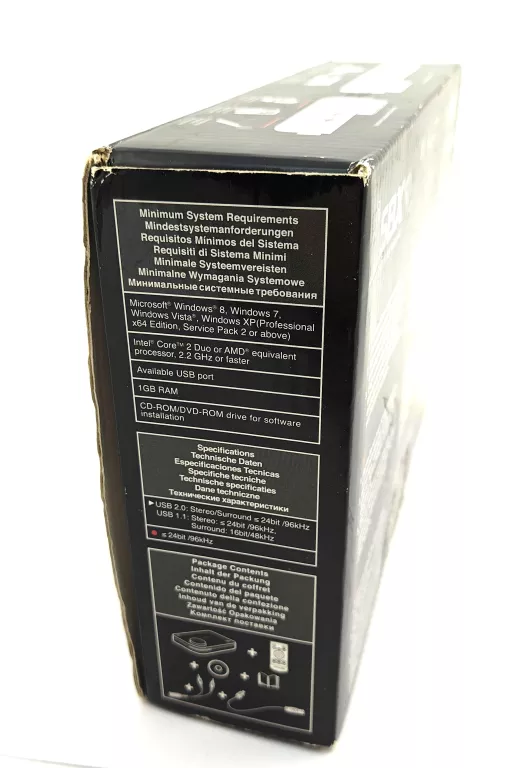 Minimum System Requirements
Mindestsystemanforderungen
Requisitos Mínimos del Sistema
Requisiti di Sistema Minimi
Minimale Systeemvereisten
Minimalne Wymagania Systemowe
Минимальные системные требования
Microsoft® Windows® 8, Windows 7,
Windows Vista®, Windows XP(Professional
x64 Edition, Service Pack 2 or above)
Intel® Core™ 2 Duo or AMD® equivalent
processor, 2.2 GHz or faster
Available USB port
1GB RAM
CD-ROM/DVD-ROM drive for software
installation
Specifications
Technische Daten
Especificaciones Tecnicas
Specifiche tecniche
Technische specificaties
Dane techniczne
Технические характеристики
▶ USB 2.0: Stereo/Surround ≤ 24bit /96kHz
USB 1.1: Stereo: ≤ 24bit /96kHz,
Surround: 16bit/48kHz
● ≤ 24bit /96kHz
Package Contents
Inhalt der Packung
Contenu du coffret
Contenido del paquete
Contenuto della confezione
Inhoud van de verpakking
Zawartość Opakowania
Комплект поставки